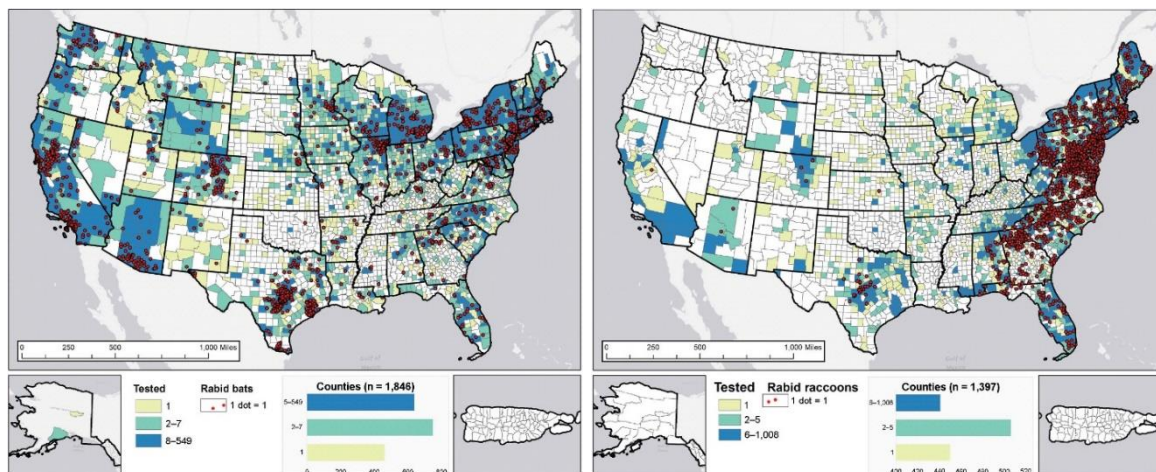 0 250 500 1,000 Miles
Tested
1
2–7
8–549
Rabid bats
1 dot = 1
Counties (n = 1,846)
8–549
2–7
1
0 200 400 600 800
0 250 500 1,000 Miles
Tested
1
2–5
6–1,008
Rabid raccoons
1 dot = 1
Counties (n = 1,397)
6–1,008
2–5
1
400 420 440 460 480 500 520